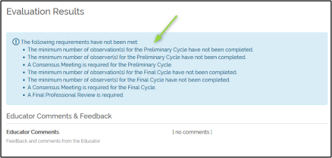 Evaluation Results
The following requirements have not been met:
The minimum number of observation(s) for the Preliminary Cycle have not been completed.
The minimum number of observer(s) for the Preliminary Cycle have not been completed.
A Consensus Meeting is required for the Preliminary Cycle.
The minimum number of observation(s) for the Final Cycle have not been completed.
The minimum number of observer(s) for the Final Cycle have not been completed.
A Consensus Meeting is required for the Final Cycle.
A Final Professional Review is required.
Educator Comments & Feedback
Educator Comments [ no comments ]
Feedback and comments from the Educator